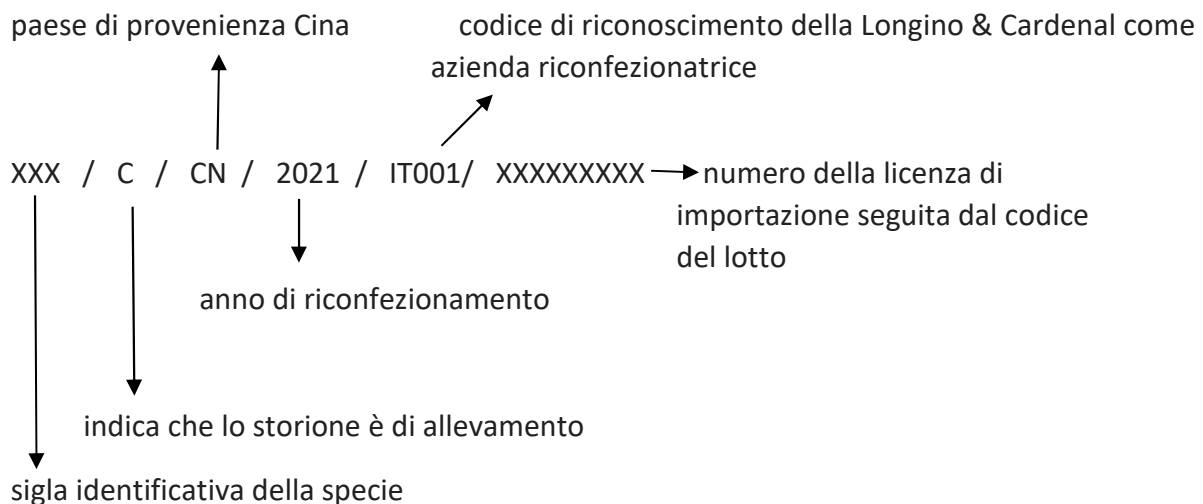 paese di provenienza Cina
codice di riconoscimento della Longino & Cardenal come
azienda riconfezionatrice
XXX / C / CN / 2021 / IT001/ XXXXXXXXX
numero della licenza di
importazione seguita dal codice
del lotto
anno di riconfezionamento
indica che lo storione è di allevamento
sigla identificativa della specie